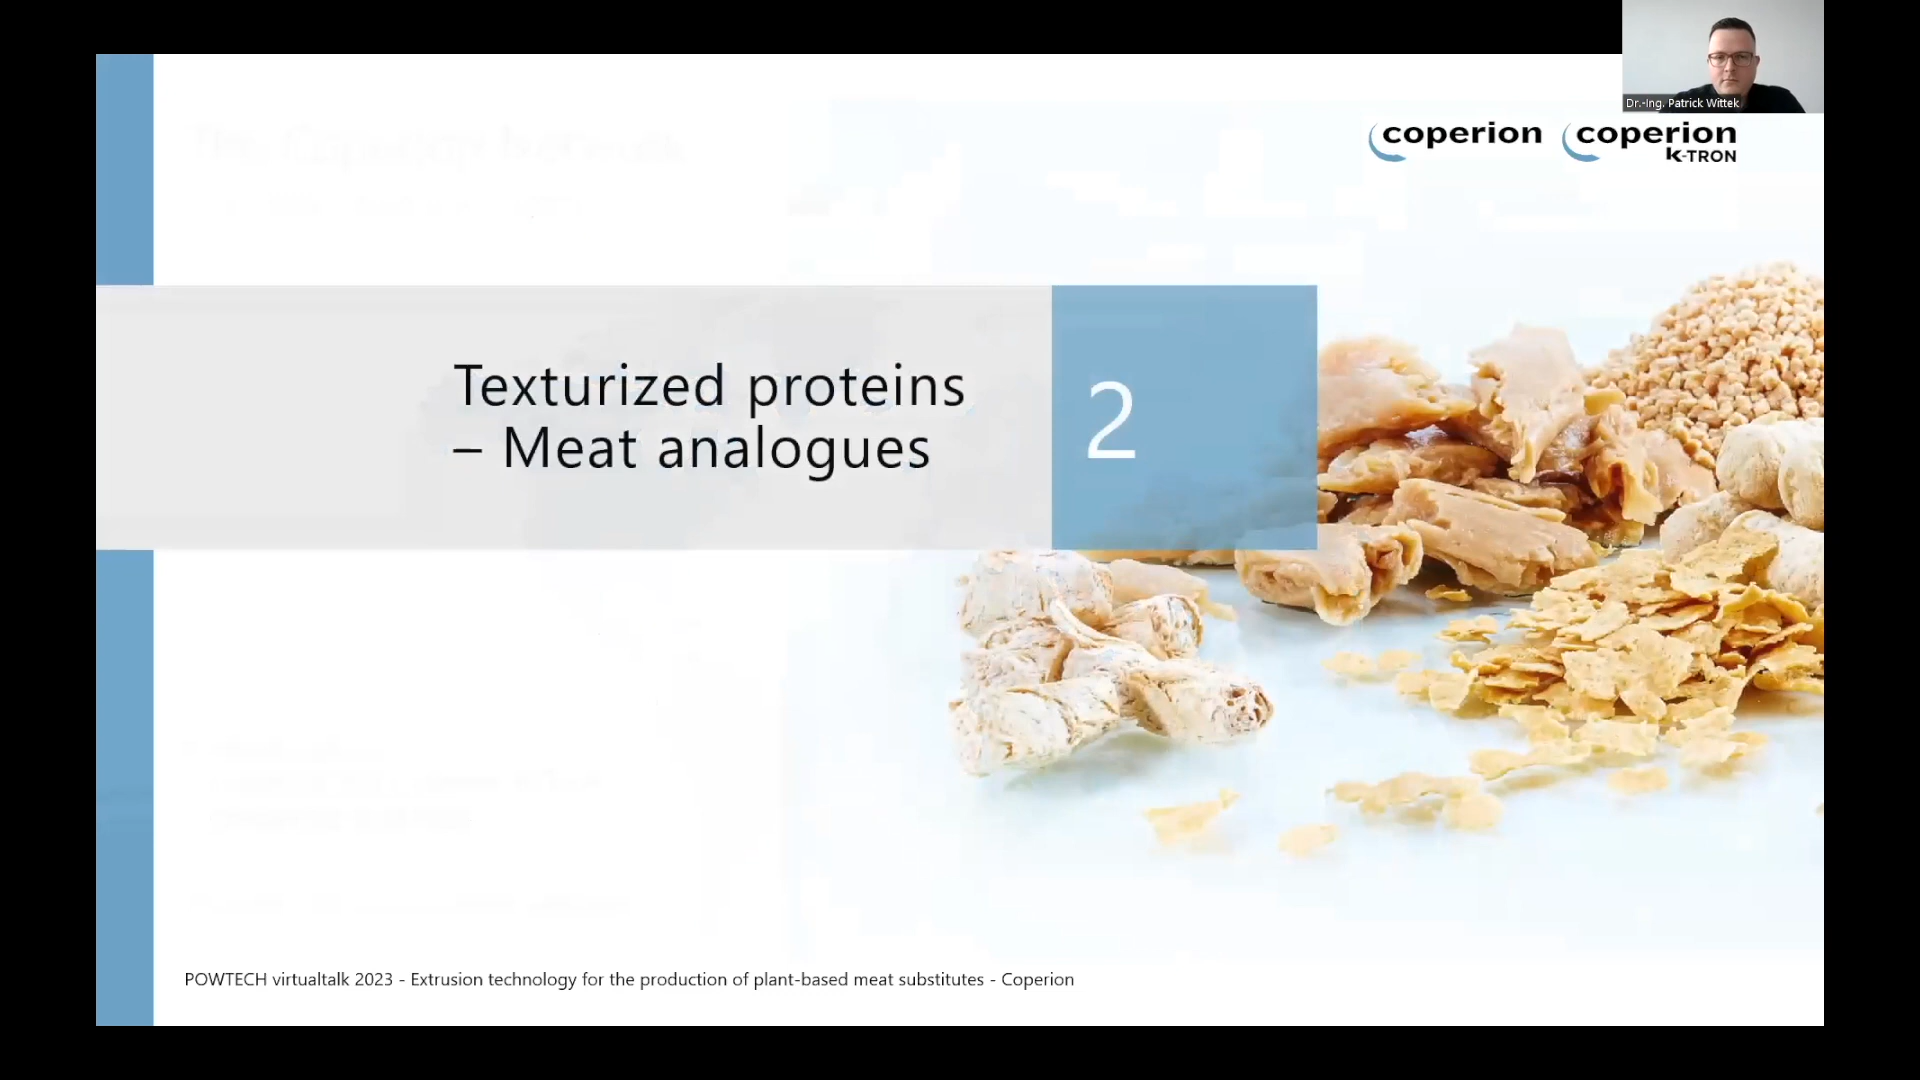 Dr.-Ing. Patrick Wittek
coperion coperion
K-TRON
Texturized proteins
– Meat analogues
2
POWTECH virtualtalk 2023 - Extrusion technology for the production of plant-based meat substitutes - Coperion